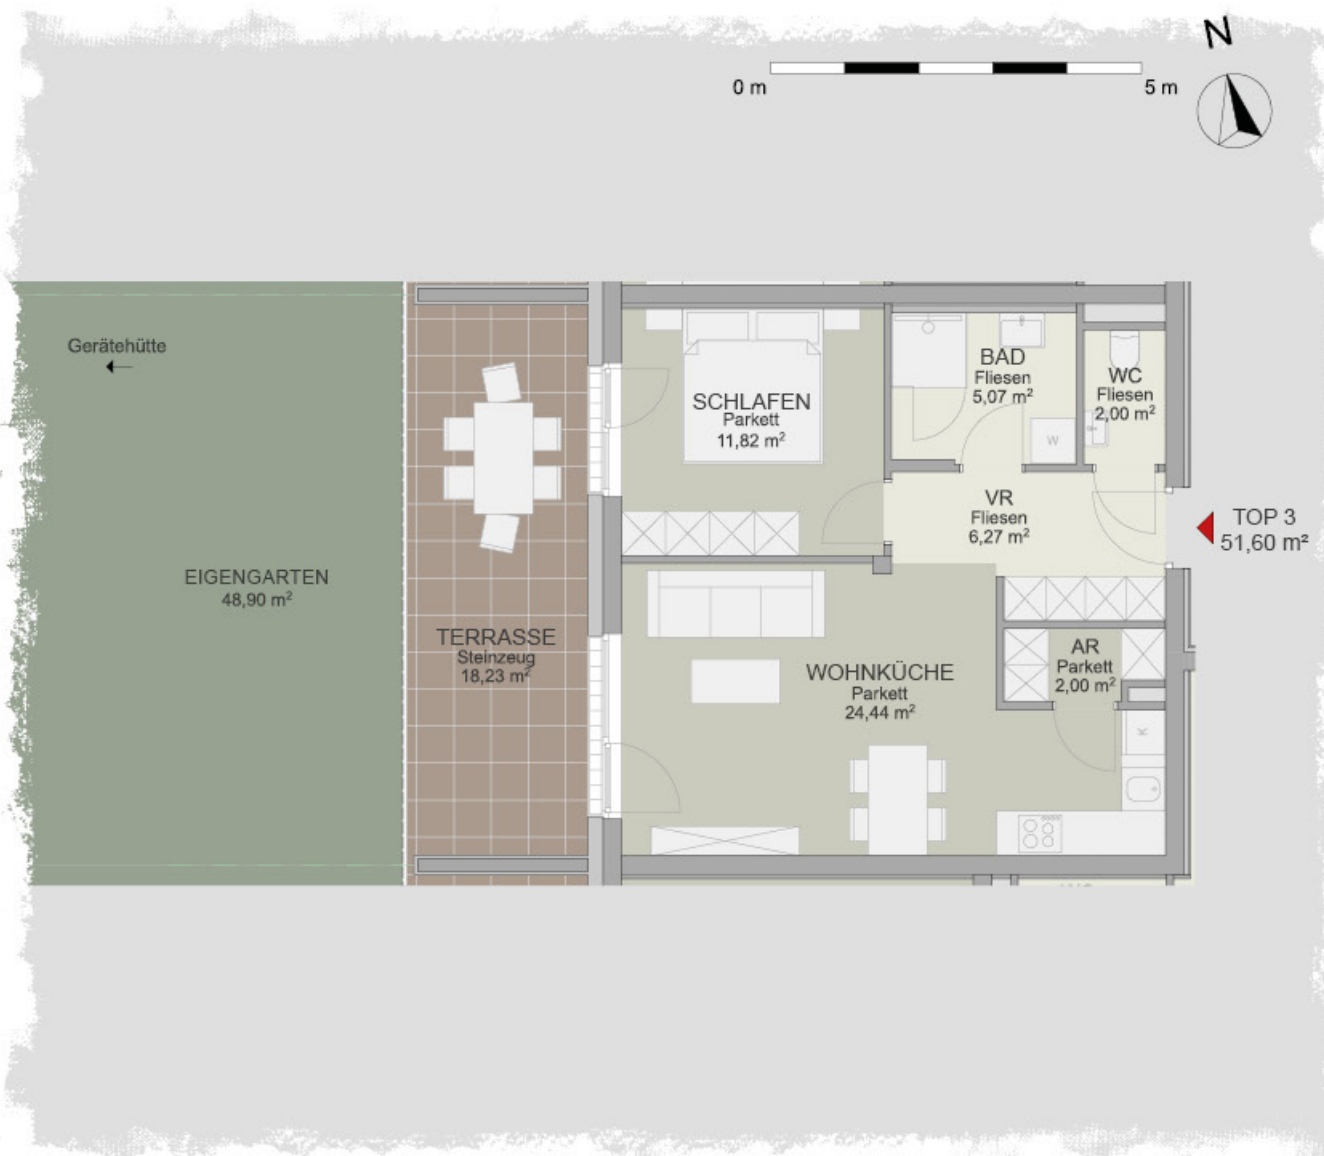 N
0 m
5 m
Gerätehütte
SCHLAFEN
Parkett
11,82 m²
BAD
Fliesen
5,07 m²
WC
Fliesen
2,00 m²
W
VR
Fliesen
6,27 m²
TOP 3
51,60 m²
EIGENGARTEN
48,90 m²
TERRASSE
Steinzeug
18,23 m²
WOHNKÜCHE
Parkett
24,44 m²
AR
Parkett
2,00 m²
K